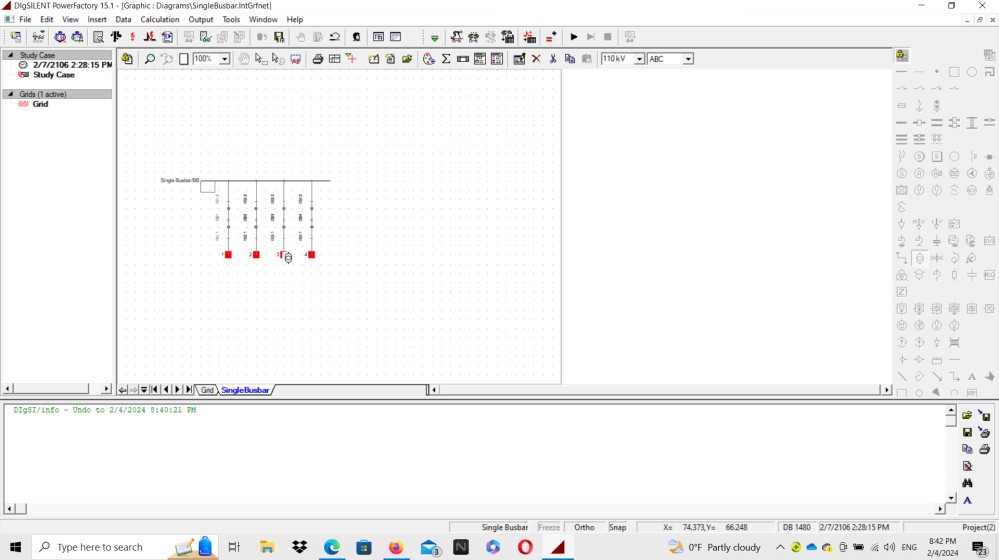 DIgSILENT PowerFactory 15.1 - [Graphic : Diagrams\SingleBusbar.IntGrfnet]
File Edit View Insert Data Calculation Output Tools Window Help
100%
110 kV
ABC
Study Case
2/7/2106 2:28:15 PM
Study Case
Grids (1 active)
Grid
Single Busbar/BB
1 2 3 4
Grid SingleBusbar
DIgSI/info - Undo to 2/4/2024 8:40:21 PM
Single Busbar Freeze Ortho Snap X= 74.373,Y= 66.248 DB 1480 2/7/2106 2:28:15 PM Project(2)
Type here to search
0°F Partly cloudy
ENG
8:42 PM
2/4/2024
23